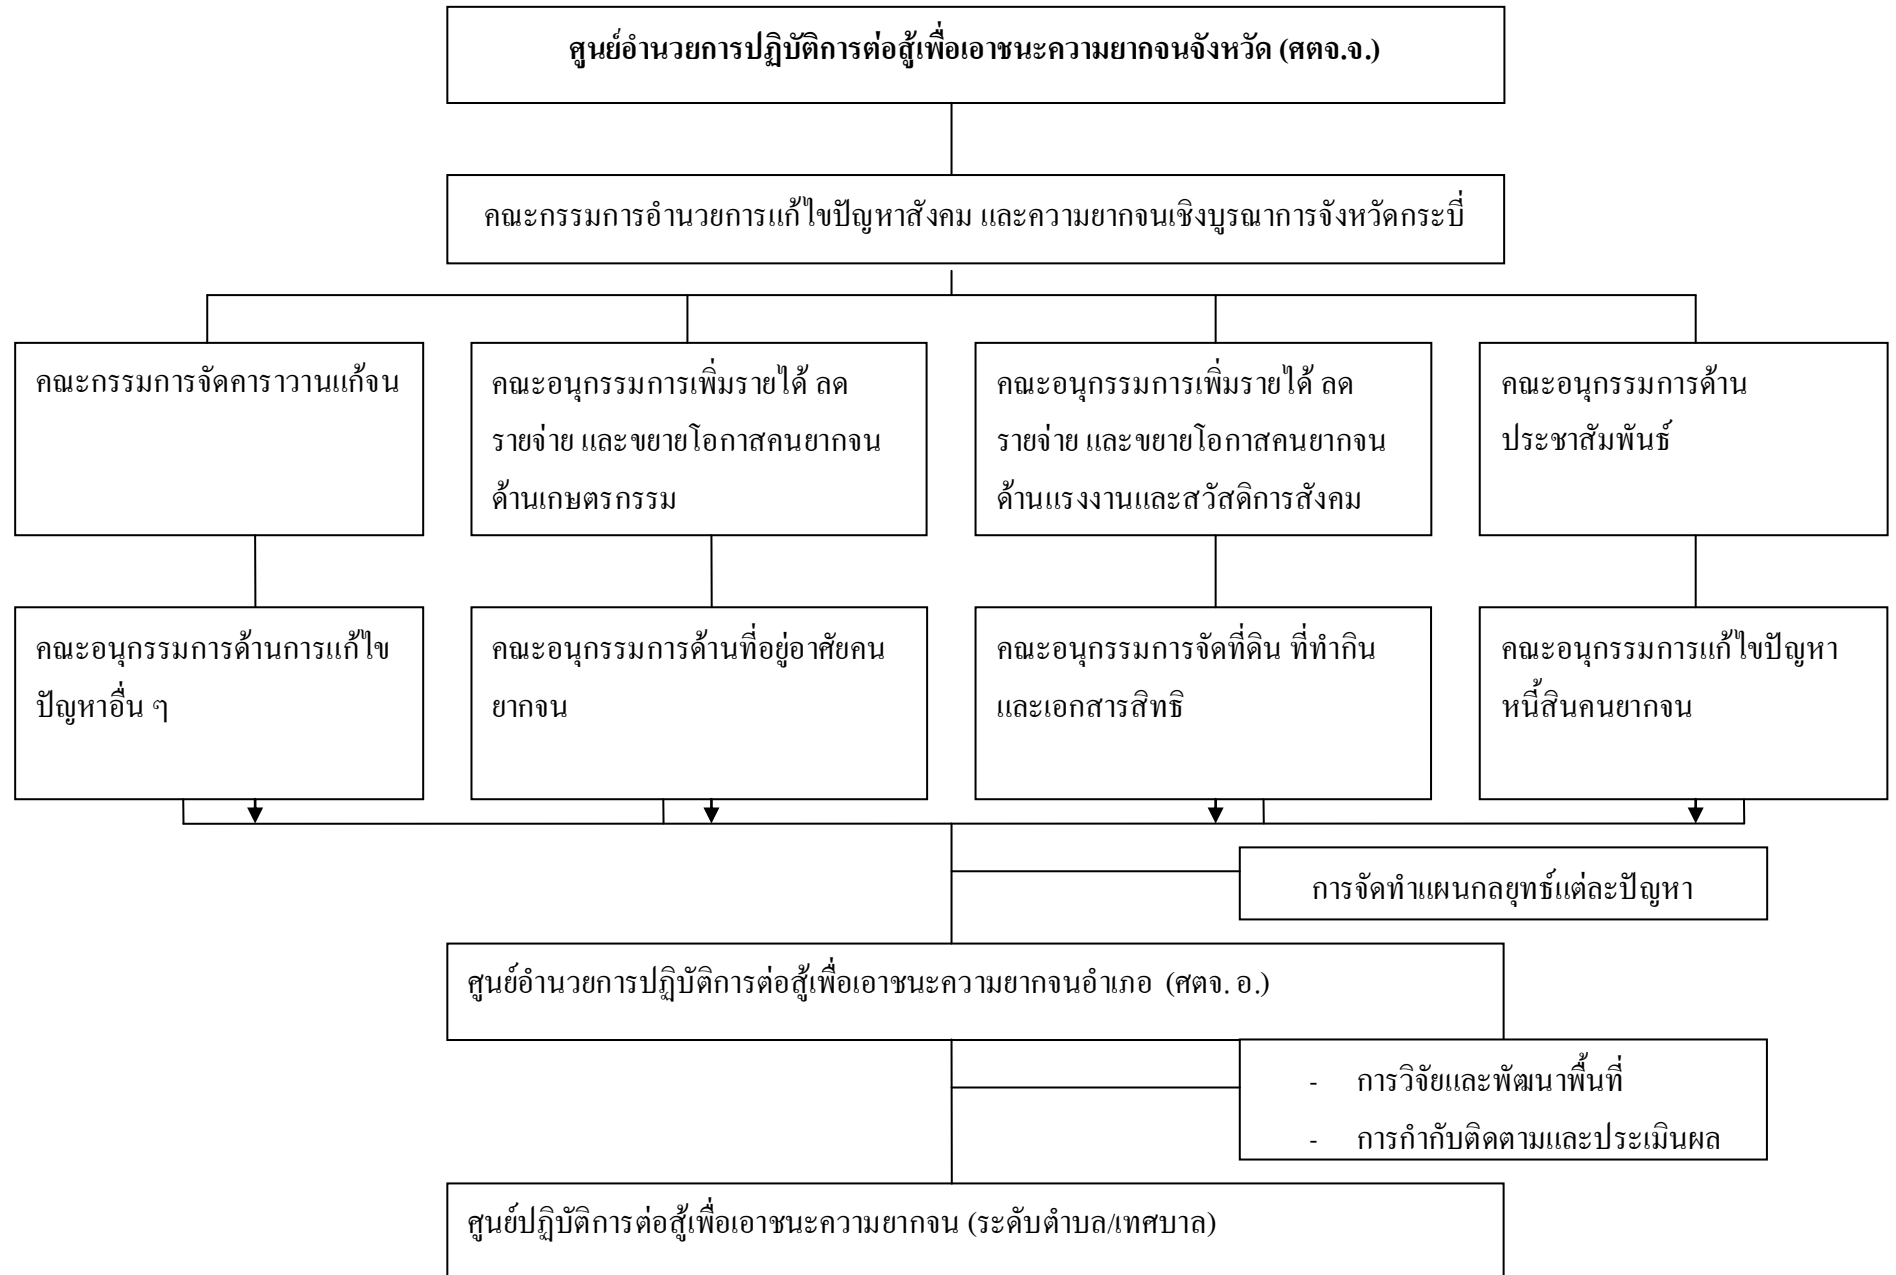 ศูนย์อำนวยการปฏิบัติการต่อสู้เพื่อเอาชนะความยากจนจังหวัด (ศตจ.จ.)
คณะกรรมการอำนวยการแก้ไขปัญหาสังคม และความยากจนเชิงบูรณาการจังหวัดกระบี่
คณะกรรมการจัดคาราวานแก้จน
คณะอนุกรรมการเพิ่มรายได้ ลด
รายจ่าย และขยายโอกาสคนยากจน
ด้านเกษตรกรรม
คณะอนุกรรมการเพิ่มรายได้ ลด
รายจ่าย และขยายโอกาสคนยากจน
ด้านแรงงานและสวัสดิการสังคม
คณะอนุกรรมการด้าน
ประชาสัมพันธ์
คณะอนุกรรมการด้านการแก้ไข
ปัญหาอื่น ๆ
คณะอนุกรรมการด้านที่อยู่อาศัยคน
ยากจน
คณะอนุกรรมการจัดที่ดิน ที่ทำกิน
และเอกสารสิทธิ
คณะอนุกรรมการแก้ไขปัญหา
หนี้สินคนยากจน
การจัดทำแผนกลยุทธ์แต่ละปัญหา
ศูนย์อำนวยการปฏิบัติการต่อสู้เพื่อเอาชนะความยากจนอำเภอ (ศตจ. อ.)
- การวิจัยและพัฒนาพื้นที่
- การกำกับติดตามและประเมินผล
ศูนย์ปฏิบัติการต่อสู้เพื่อเอาชนะความยากจน (ระดับตำบล/เทศบาล)